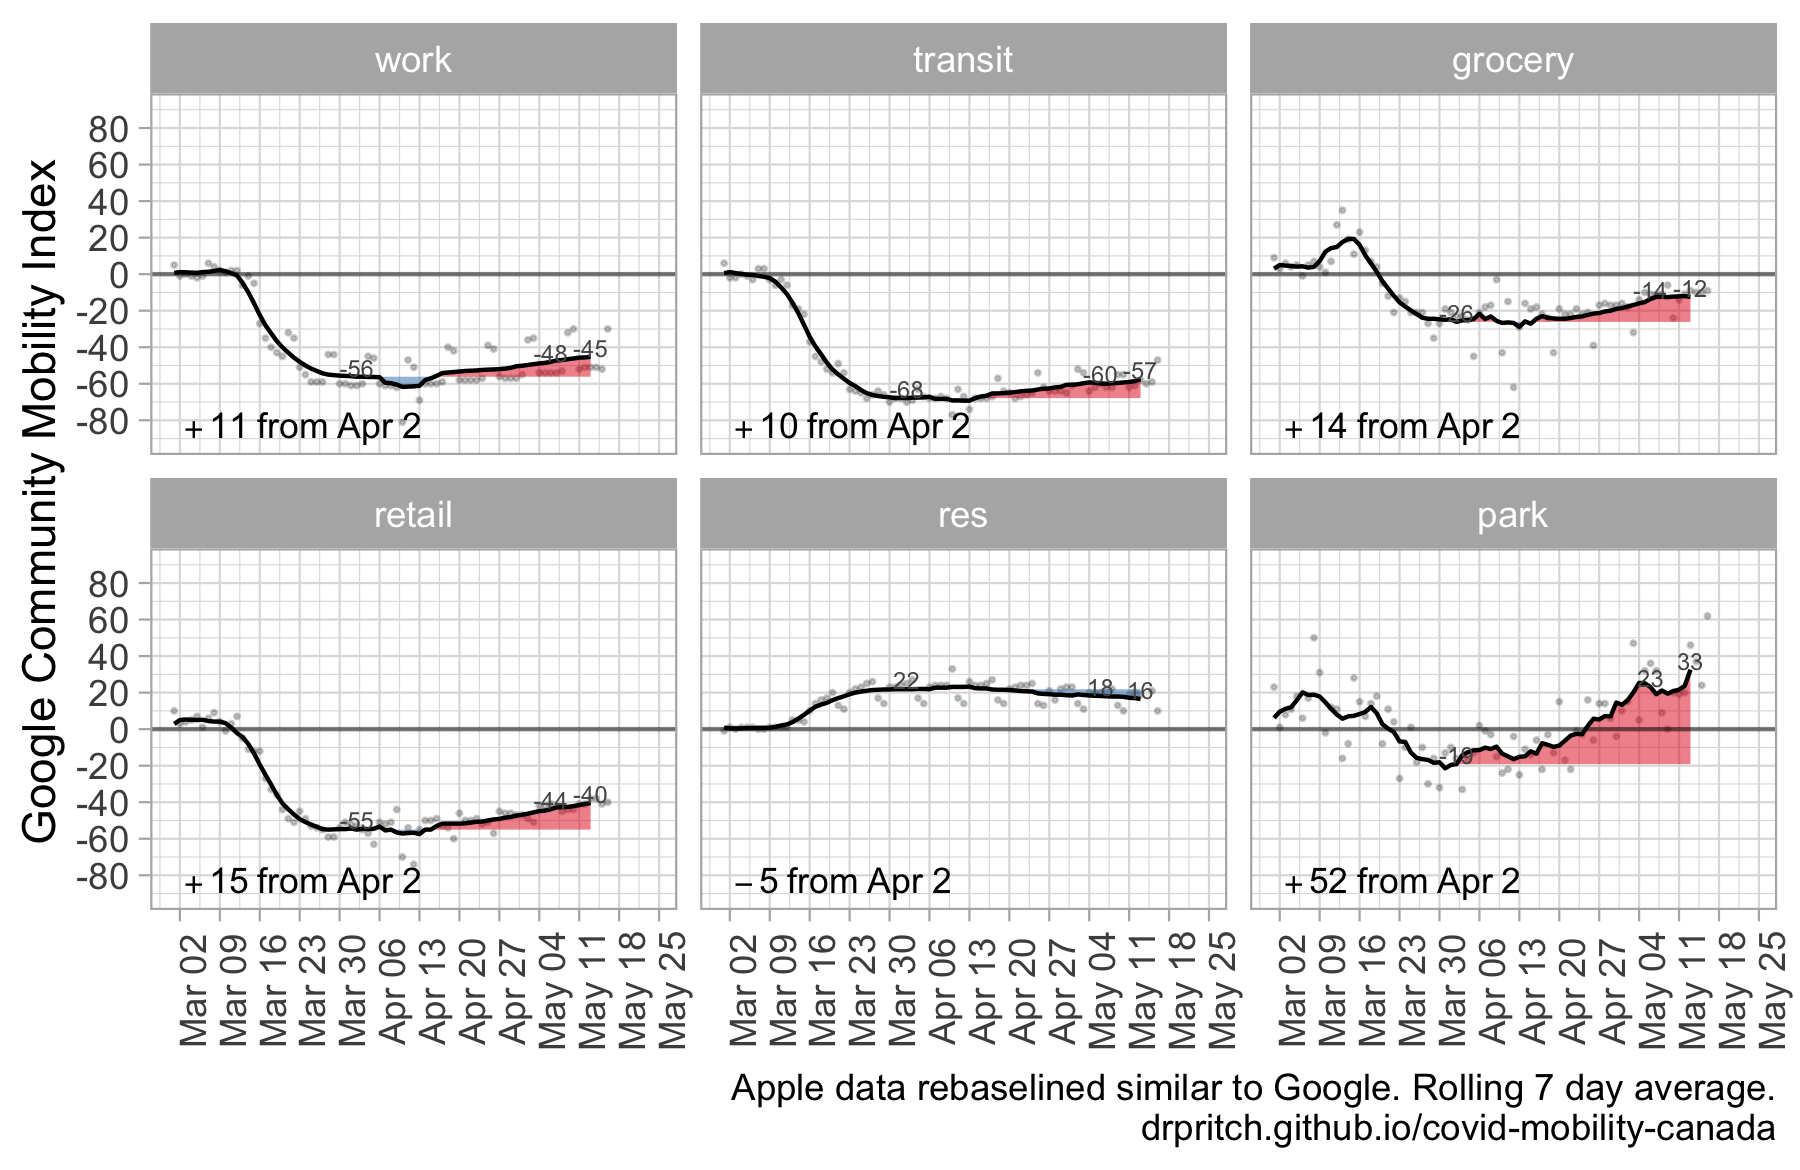 work transit grocery
Google Community Mobility Index
80
60
40
20
0
-20
-40
-60
-80
-56 -48 -45
+ 11 from Apr 2
-68 -60 -57
+ 10 from Apr 2
-26 -14 -12
+ 14 from Apr 2
retail res park
80
60
40
20
0
-20
-40
-60
-80
-55 -44 -40
+ 15 from Apr 2
22 18 16
– 5 from Apr 2
-19 23 33
+ 52 from Apr 2
Mar 02
Mar 09
Mar 16
Mar 23
Mar 30
Apr 06
Apr 13
Apr 20
Apr 27
May 04
May 11
May 18
May 25
Mar 02
Mar 09
Mar 16
Mar 23
Mar 30
Apr 06
Apr 13
Apr 20
Apr 27
May 04
May 11
May 18
May 25
Mar 02
Mar 09
Mar 16
Mar 23
Mar 30
Apr 06
Apr 13
Apr 20
Apr 27
May 04
May 11
May 18
May 25
Apple data rebaselined similar to Google. Rolling 7 day average.
drpritch.github.io/covid-mobility-canada